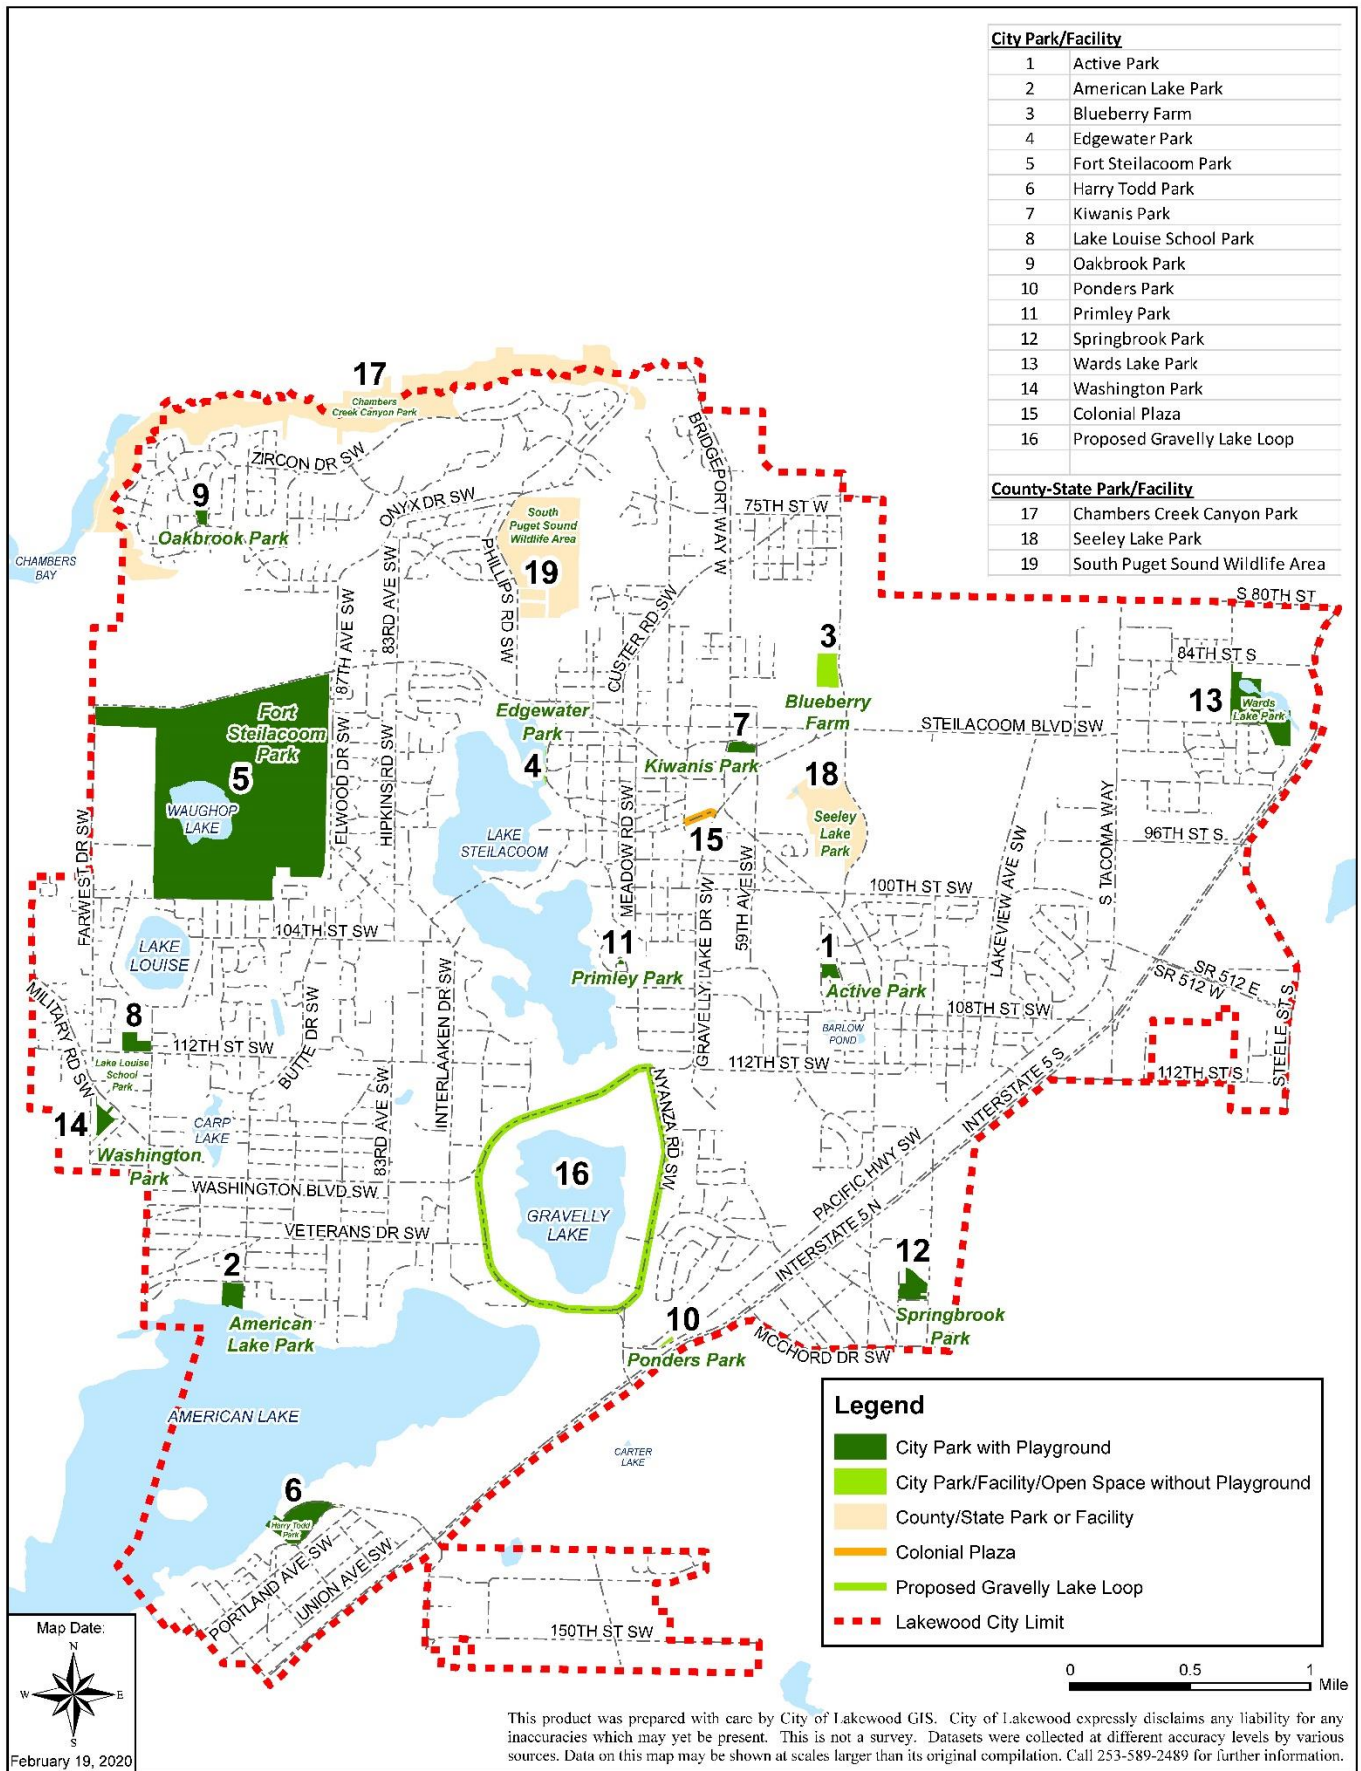 City Park/Facility
1 Active Park
2 American Lake Park
3 Blueberry Farm
4 Edgewater Park
5 Fort Steilacoom Park
6 Harry Todd Park
7 Kiwanis Park
8 Lake Louise School Park
9 Oakbrook Park
10 Ponders Park
11 Primley Park
12 Springbrook Park
13 Wards Lake Park
14 Washington Park
15 Colonial Plaza
16 Proposed Gravelly Lake Loop
County-State Park/Facility
17 Chambers Creek Canyon Park
18 Seeley Lake Park
19 South Puget Sound Wildlife Area
17
Chambers
Creek Canyon Park
ZIRCON DR SW
BRIDGEPORT WAY W
9
Oakbrook Park
ONYX DR SW
South
Puget Sound
Wildlife Area
19
75TH ST W
CHAMBERS
BAY
PHILLIPS RD SW
83RD AVE SW
87TH AVE SW
CUSTER RD SW
S 80TH ST
84TH ST S
3
Blueberry
Farm
13
Wards
Lake Park
Fort
Steilacoom
Park
5
WAUGHOP
LAKE
ELWOOD DR SW
HIPKINS RD SW
Edgewater
Park
4
7
Kiwanis Park
STEILACOOM BLVD SW
18
Seeley
Lake
Park
LAKE
STEILACOOM
MEADOW RD SW
15
S TACOMA WAY
96TH ST S
FARWEST DR SW
100TH ST SW
59TH AVE SW
GRAVELLY LAKE DR SW
LAKEVIEW AVE SW
104TH ST SW
LAKE
LOUISE
11
Primley Park
1
Active Park
SR 512 E
SR 512 W
MILITARY RD SW
8
Lake Louise
School
Park
112TH ST SW
BUTTE DR SW
INTERLAAKEN DR SW
108TH ST SW
BARLOW
POND
112TH ST SW
STEELE ST S
112TH ST S
INTERSTATE 5 S
14
Washington
Park
CARP
LAKE
83RD AVE SW
NYANZA RD SW
16
GRAVELLY
LAKE
PACIFIC HWY SW
INTERSTATE 5 N
WASHINGTON BLVD SW
VETERANS DR SW
2
American
Lake Park
12
Springbrook
Park
10
Ponders Park
MCCHORD DR SW
AMERICAN LAKE
CARTER
LAKE
6
Harry Todd
Park
PORTLAND AVE SW
UNION AVE SW
150TH ST SW
Legend
City Park with Playground
City Park/Facility/Open Space without Playground
County/State Park or Facility
Colonial Plaza
Proposed Gravelly Lake Loop
Lakewood City Limit
0 0.5 1
Mile
Map Date:
N
W E
S
February 19, 2020
This product was prepared with care by City of Lakewood GIS. City of Lakewood expressly disclaims any liability for any
inaccuracies which may yet be present. This is not a survey. Datasets were collected at different accuracy levels by various
sources. Data on this map may be shown at scales larger than its original compilation. Call 253-589-2489 for further information.